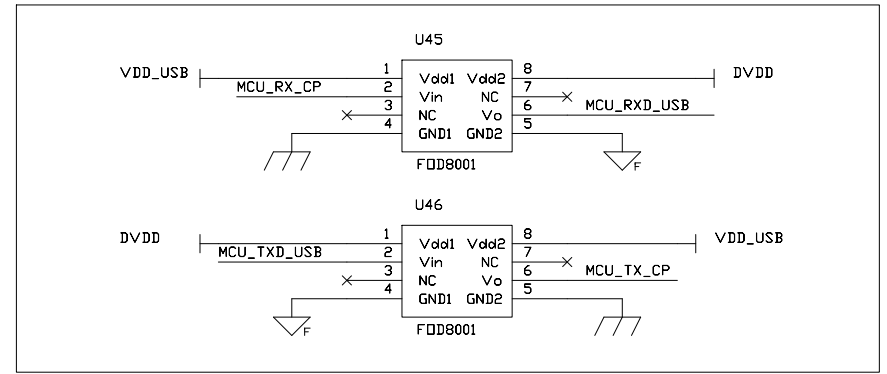 U45
VDD_USB 1 Vdd1 Vdd2 8 DVDD
MCU_RX_CP 2 Vin NC 7
3 NC Vo 6 MCU_RXD_USB
4 GND1 GND2 5
F
FOD8001
U46
DVDD 1 Vdd1 Vdd2 8 VDD_USB
MCU_TXD_USB 2 Vin NC 7
3 NC Vo 6 MCU_TX_CP
4 GND1 GND2 5
F
FOD8001